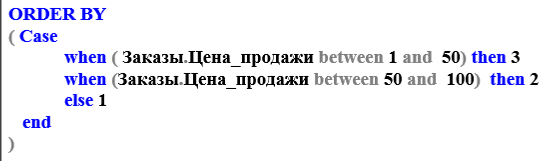 ORDER BY
( Case
when ( Заказы.Цена_продажи between 1 and 50) then 3
when (Заказы.Цена_продажи between 50 and 100) then 2
else 1
end
)